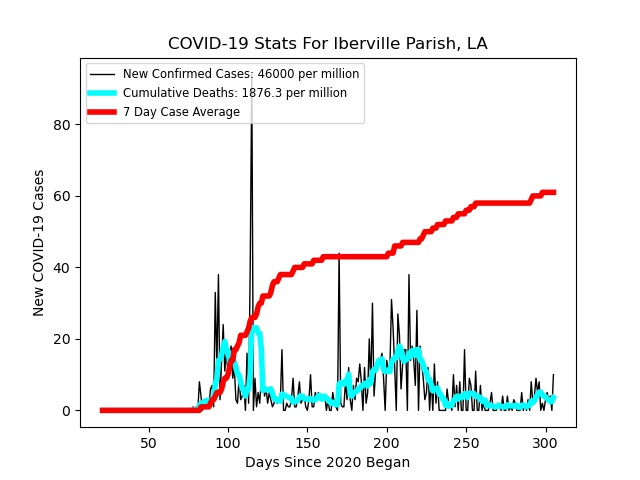 COVID-19 Stats For Iberville Parish, LA
New Confirmed Cases: 46000 per million
Cumulative Deaths: 1876.3 per million
7 Day Case Average
New COVID-19 Cases
80
60
40
20
0
50 100 150 200 250 300
Days Since 2020 Began